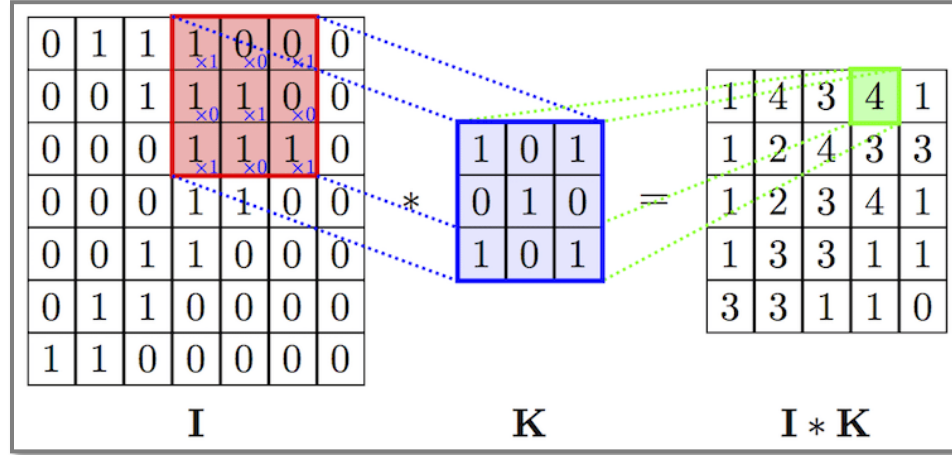 0 1 1 1×1 0×0 0×1 0
0 0 1 1×0 1×1 0×0 0
0 0 0 1×1 1×0 1×1 0
0 0 0 1 1 0 0
0 0 1 1 0 0 0
0 1 1 0 0 0 0
1 1 0 0 0 0 0
I
*
1 0 1
0 1 0
1 0 1
K
=
1 4 3 4 1
1 2 4 3 3
1 2 3 4 1
1 3 3 1 1
3 3 1 1 0
I ∗ K